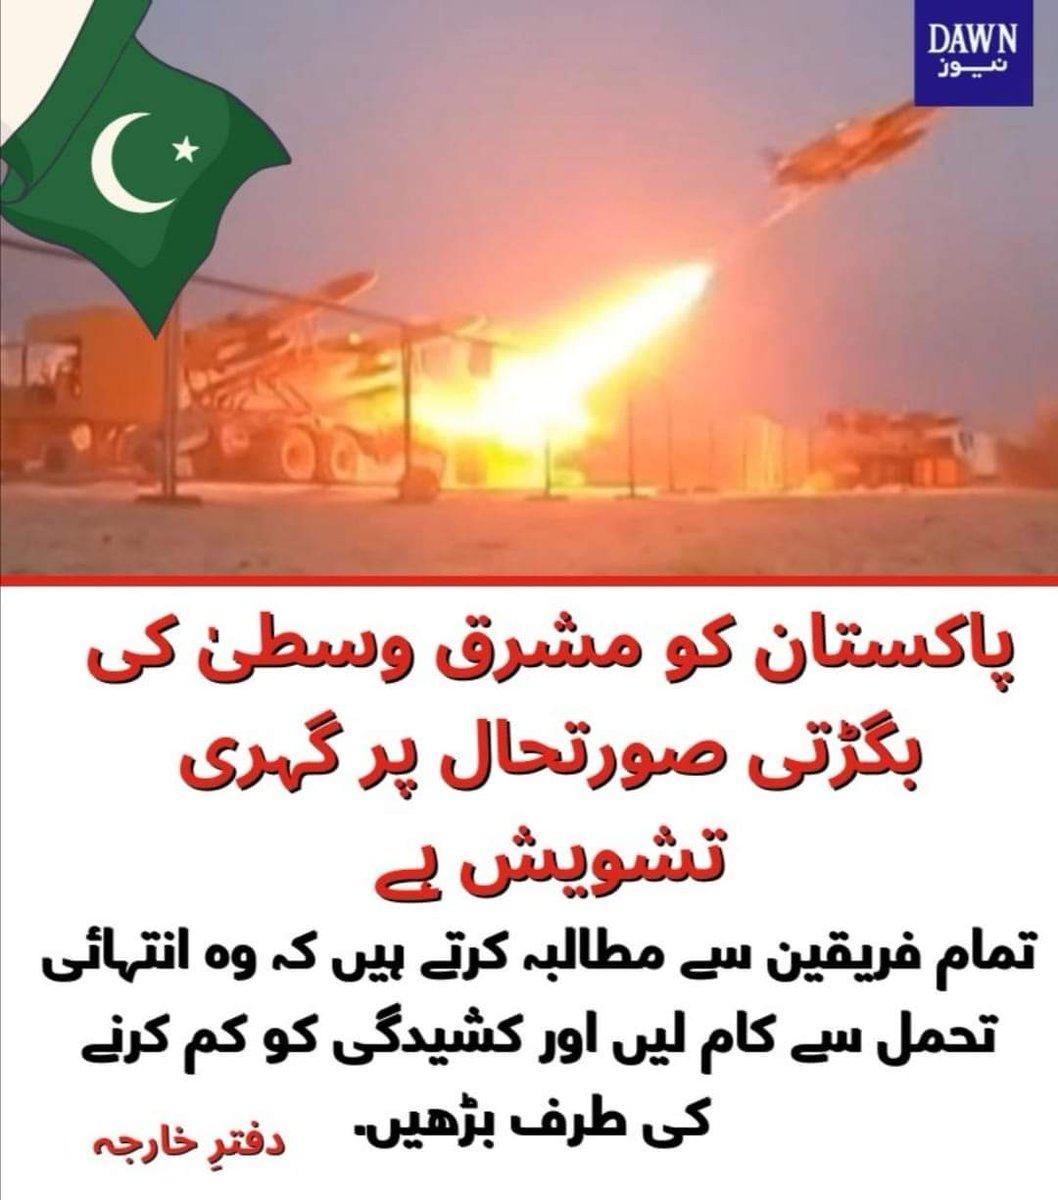 DAWN
نیوز
پاکستان کو مشرق وسطیٰ کی
بگڑتی صورتحال پر گہری
تشویش ہے
تمام فریقین سے مطالبہ کرتے ہیں کہ وہ انتہائی
تحمل سے کام لیں اور کشیدگی کو کم کرنے
کی طرف بڑھیں.
دفترِ خارجہ